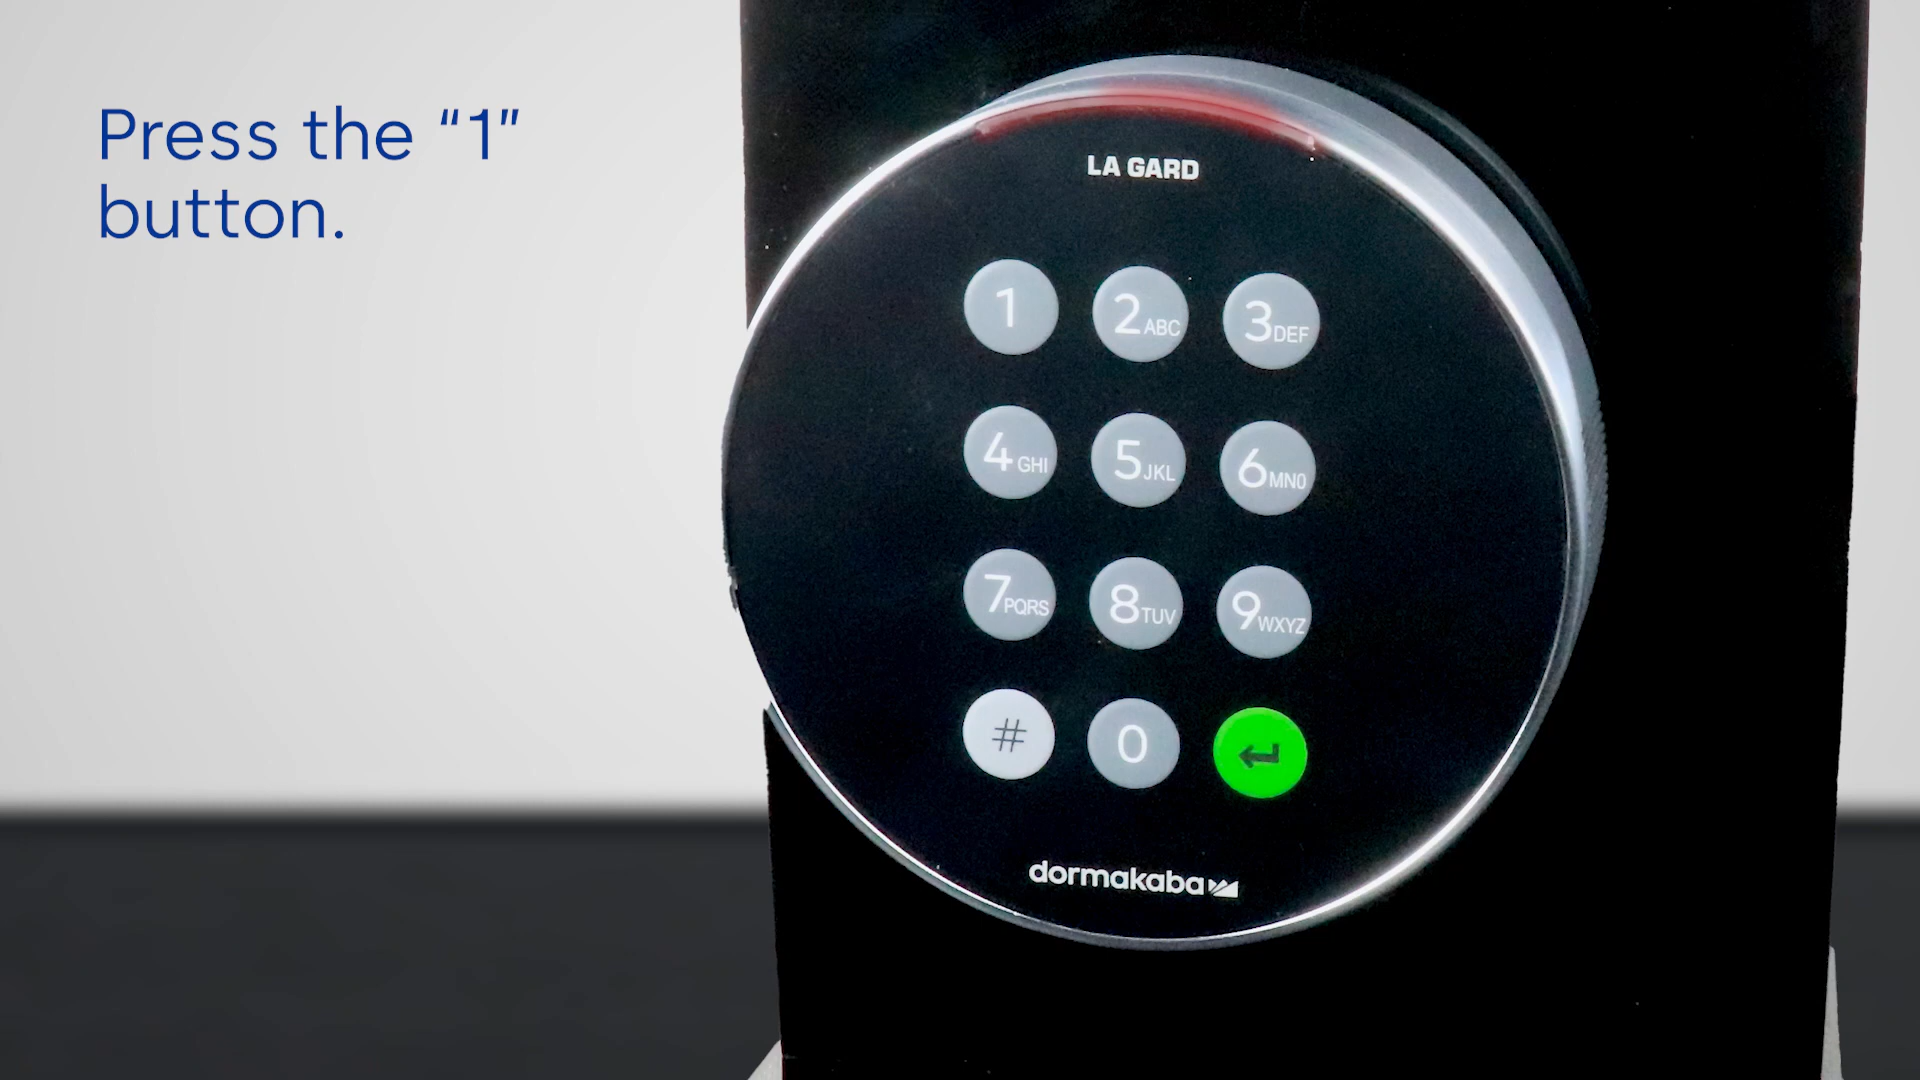 Press the “1”
button.
LA GARD
1 2ABC 3DEF
4GHI 5JKL 6MNO
7PQRS 8TUV 9WXYZ
# 0
dormakaba